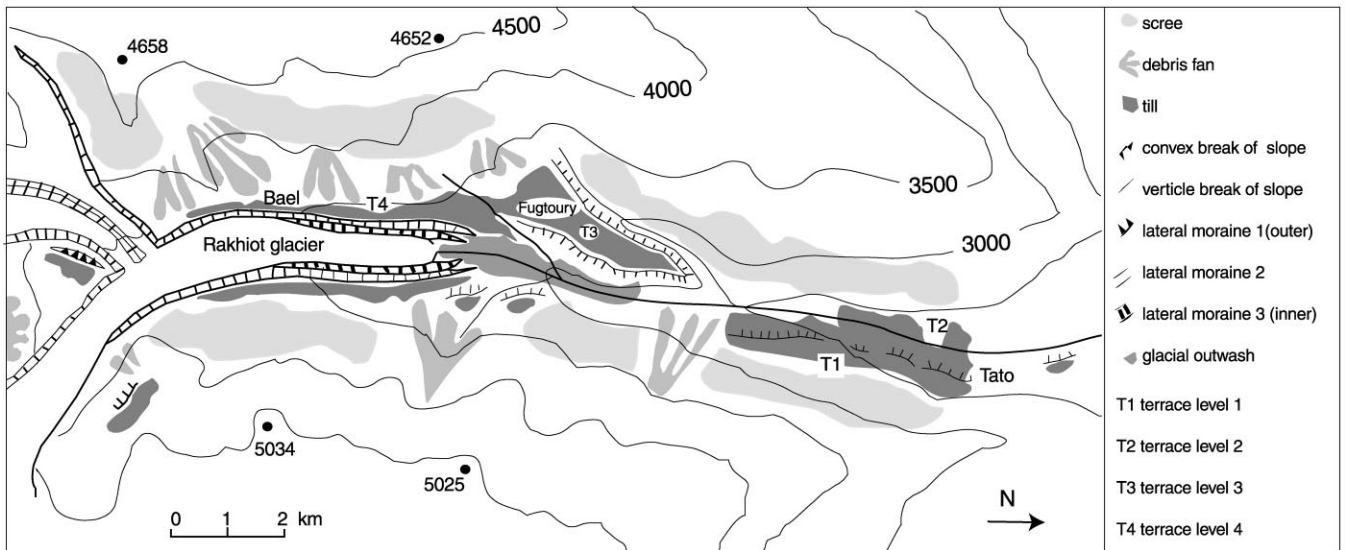 4658
4652
4500
4000
3500
3000
Bael
T4
Fugtoury
T3
Rakhiot glacier
T2
T1
Tato
5034
5025
0 1 2 km
N
scree
debris fan
till
convex break of slope
verticle break of slope
lateral moraine 1(outer)
lateral moraine 2
lateral moraine 3 (inner)
glacial outwash
T1 terrace level 1
T2 terrace level 2
T3 terrace level 3
T4 terrace level 4